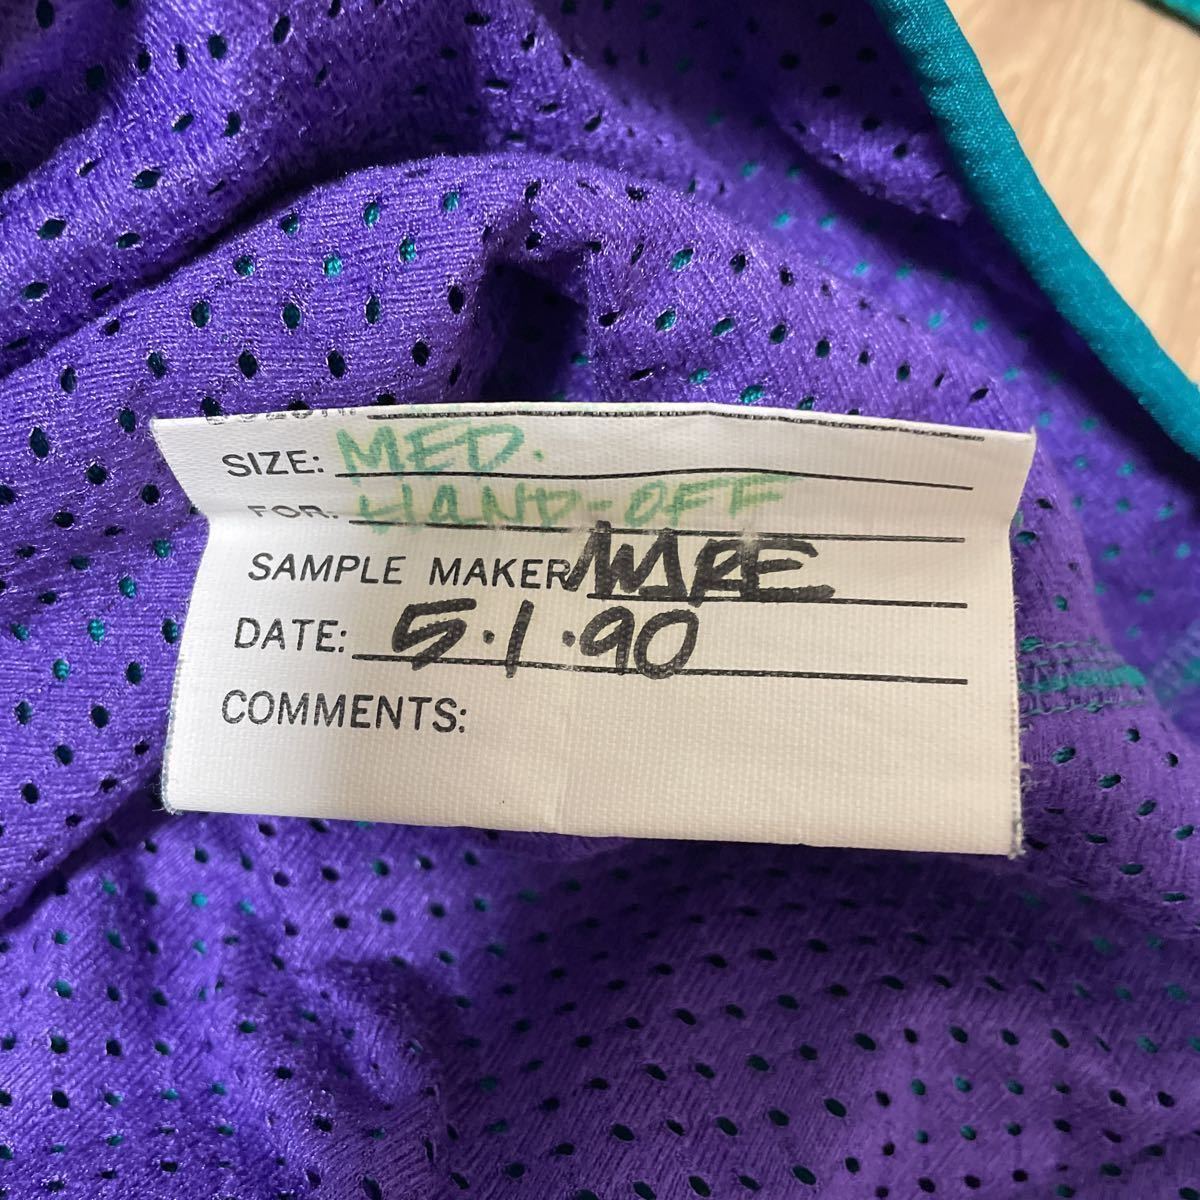 SIZE: MED.
FOR: HAND-OFF
SAMPLE MAKER
DATE: 5.1.90
COMMENTS: